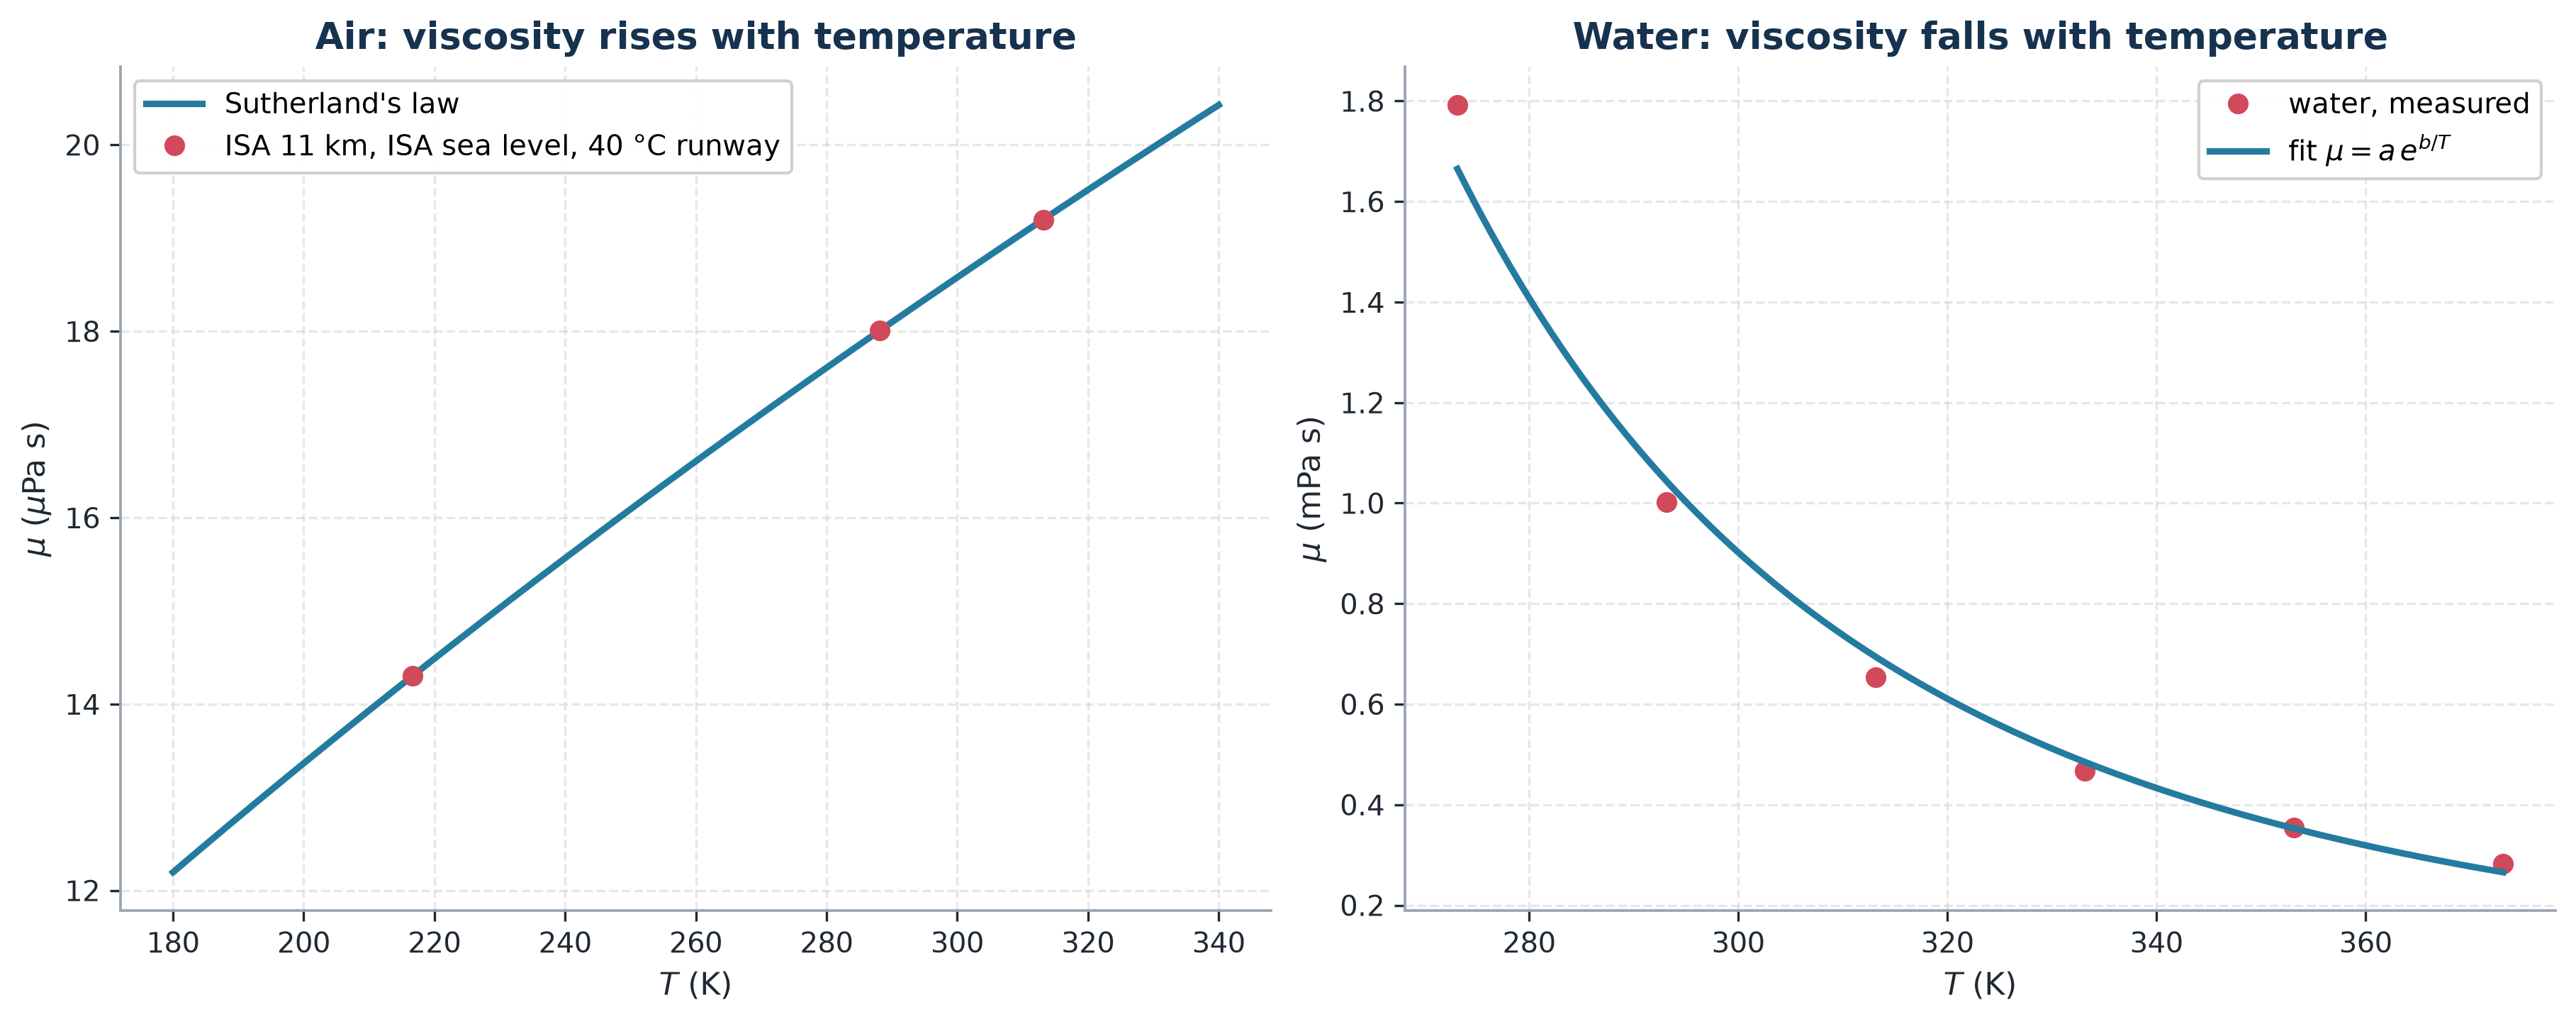 Air: viscosity rises with temperature
Sutherland's law
ISA 11 km, ISA sea level, 40 °C runway
20
18
16
14
12
μ (μPa s)
180 200 220 240 260 280 300 320 340
T (K)
Water: viscosity falls with temperature
water, measured
fit μ = a e^{b/T}
1.8
1.6
1.4
1.2
1.0
0.8
0.6
0.4
0.2
μ (mPa s)
280 300 320 340 360
T (K)